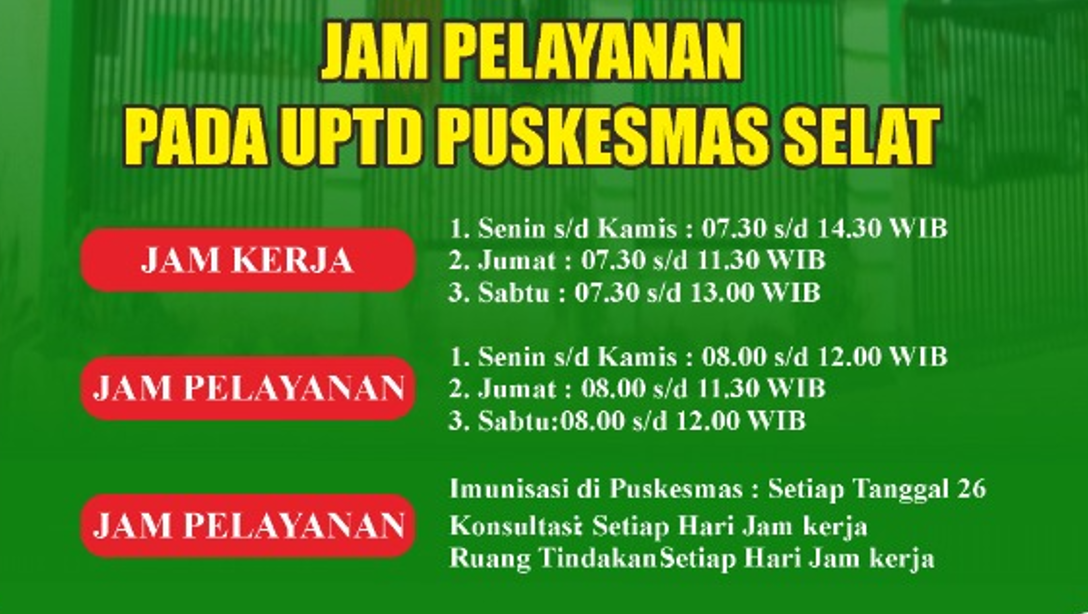 JAM PELAYANAN
PADA UPTD PUSKESMAS SELAT
JAM KERJA
1. Senin s/d Kamis : 07.30 s/d 14.30 WIB
2. Jumat : 07.30 s/d 11.30 WIB
3. Sabtu : 07.30 s/d 13.00 WIB
JAM PELAYANAN
1. Senin s/d Kamis : 08.00 s/d 12.00 WIB
2. Jumat : 08.00 s/d 11.30 WIB
3. Sabtu:08.00 s/d 12.00 WIB
JAM PELAYANAN
Imunisasi di Puskesmas : Setiap Tanggal 26
Konsultasi: Setiap Hari Jam kerja
Ruang Tindakan:Setiap Hari Jam kerja